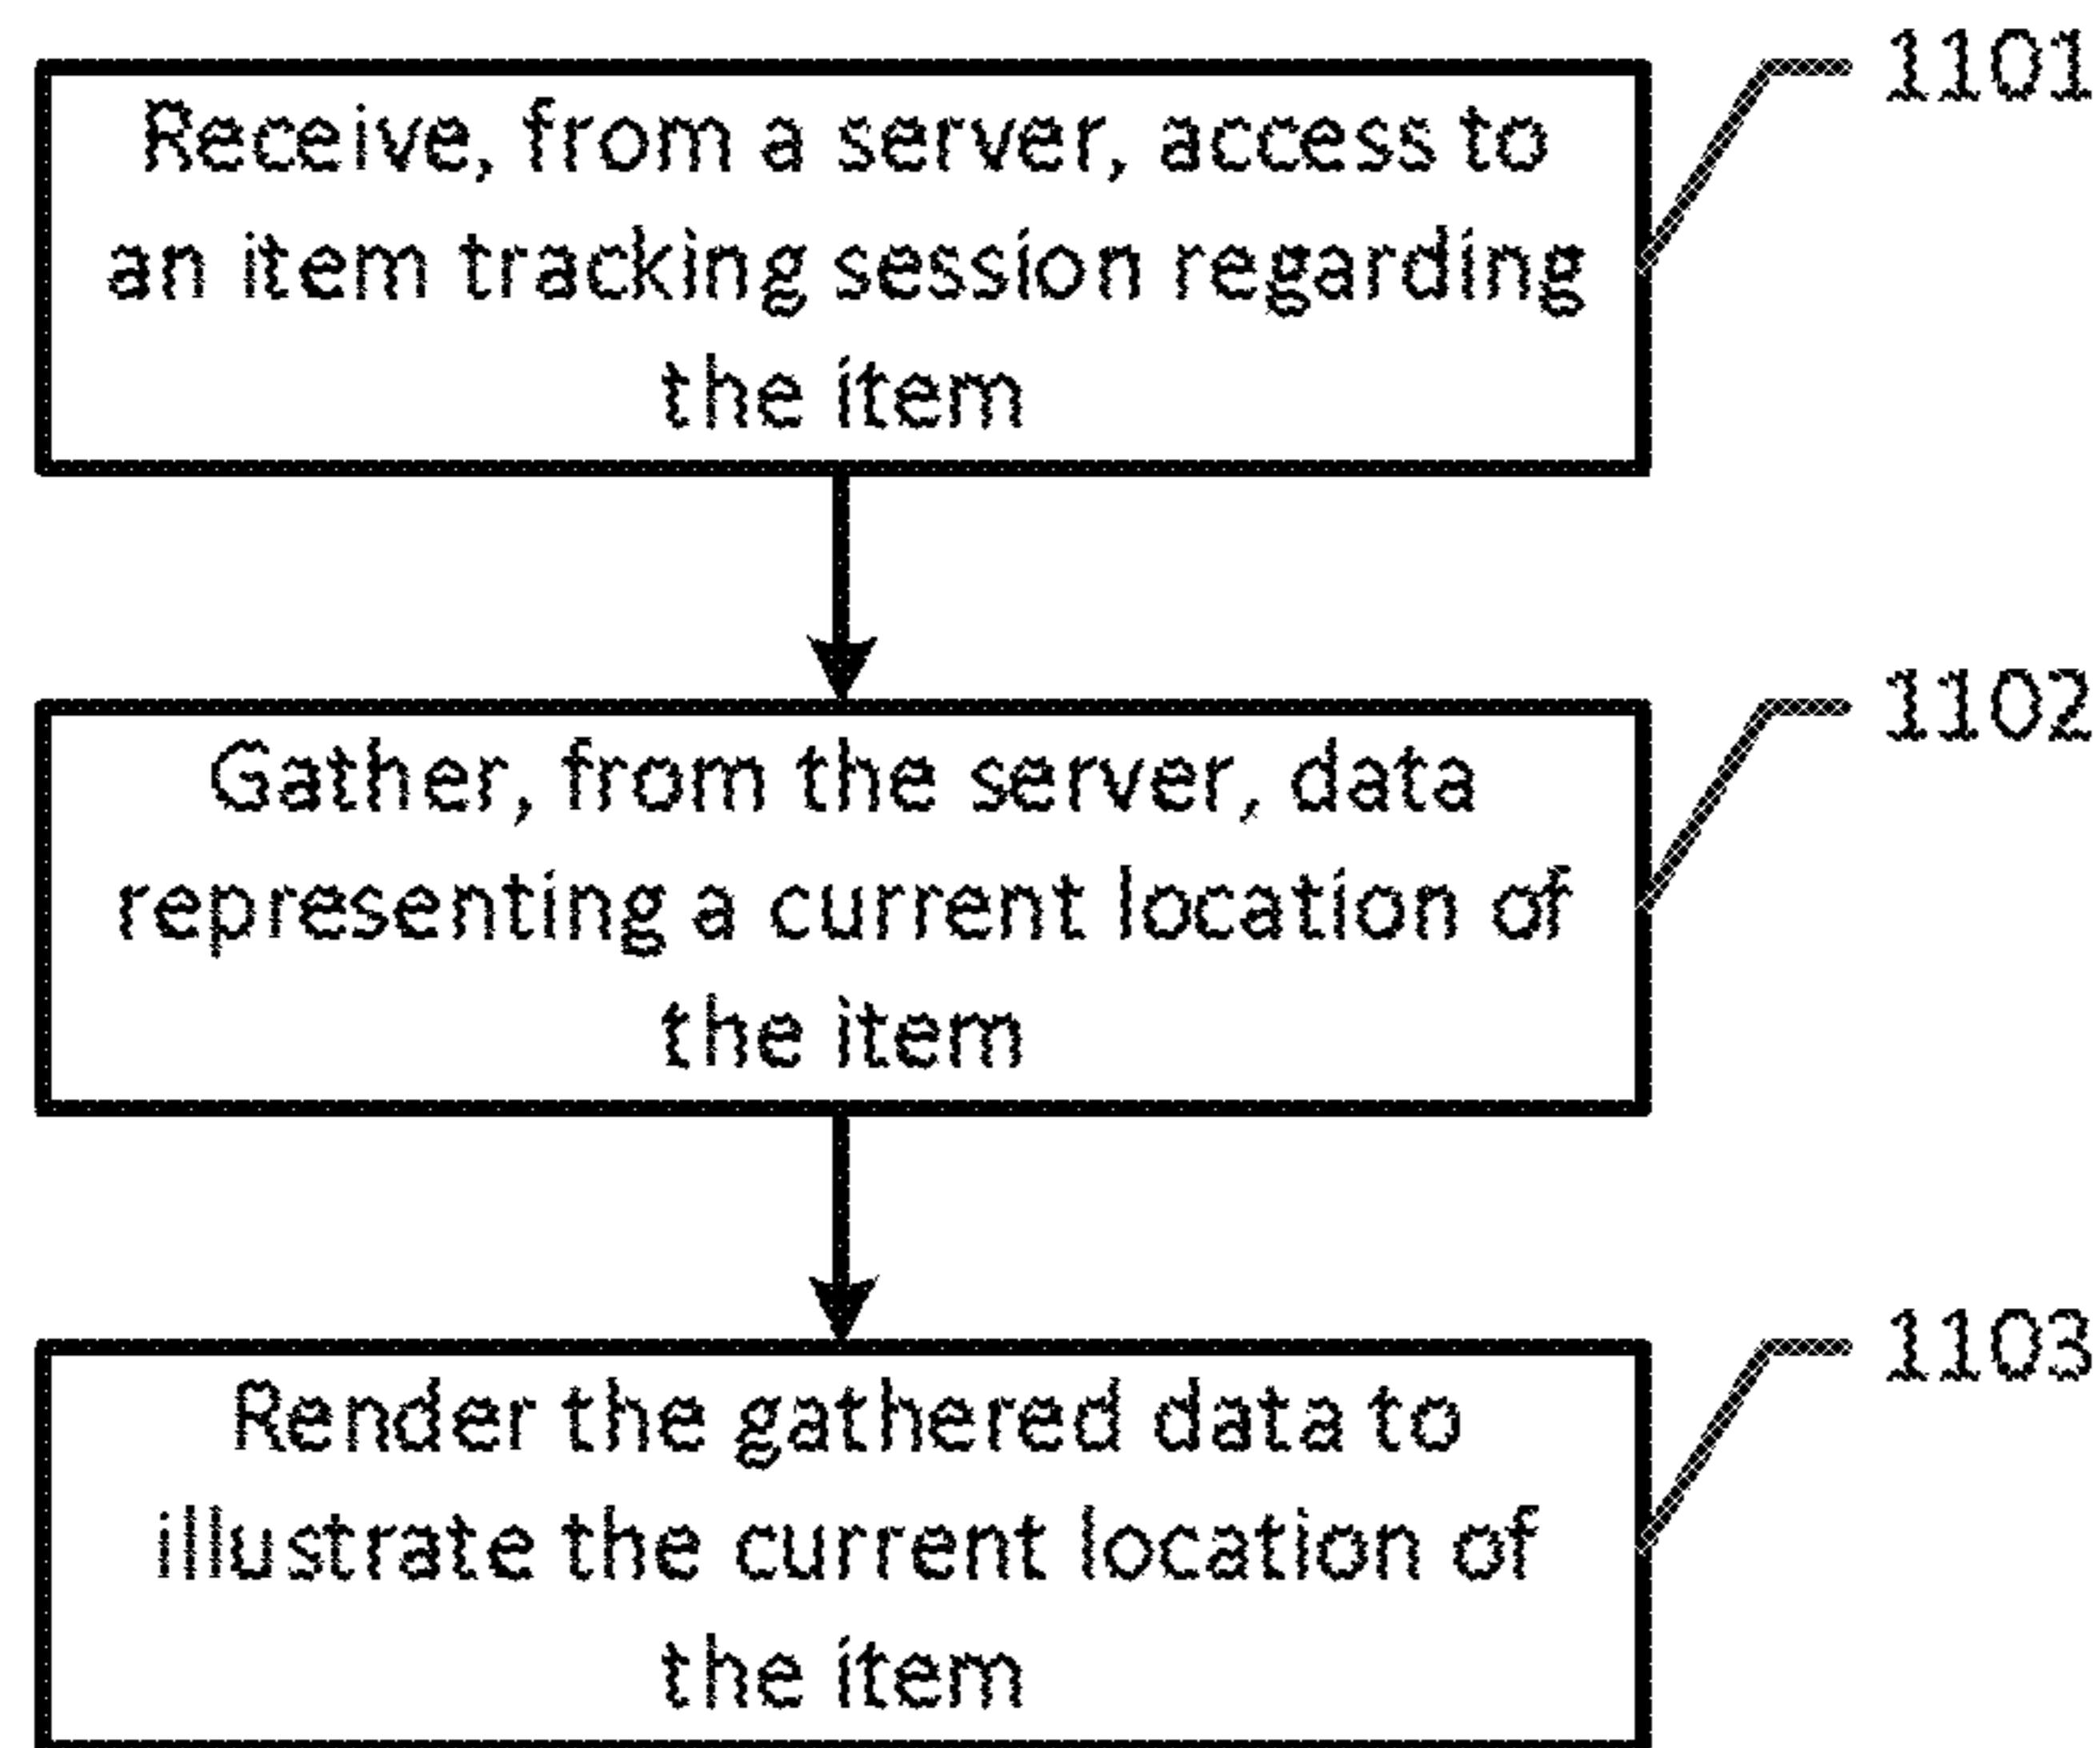 1101
Receive, from a server, access to
an item tracking session regarding
the item
1102
Gather, from the server, data
representing a current location of
the item
1103
Render the gathered data to
illustrate the current location of
the item